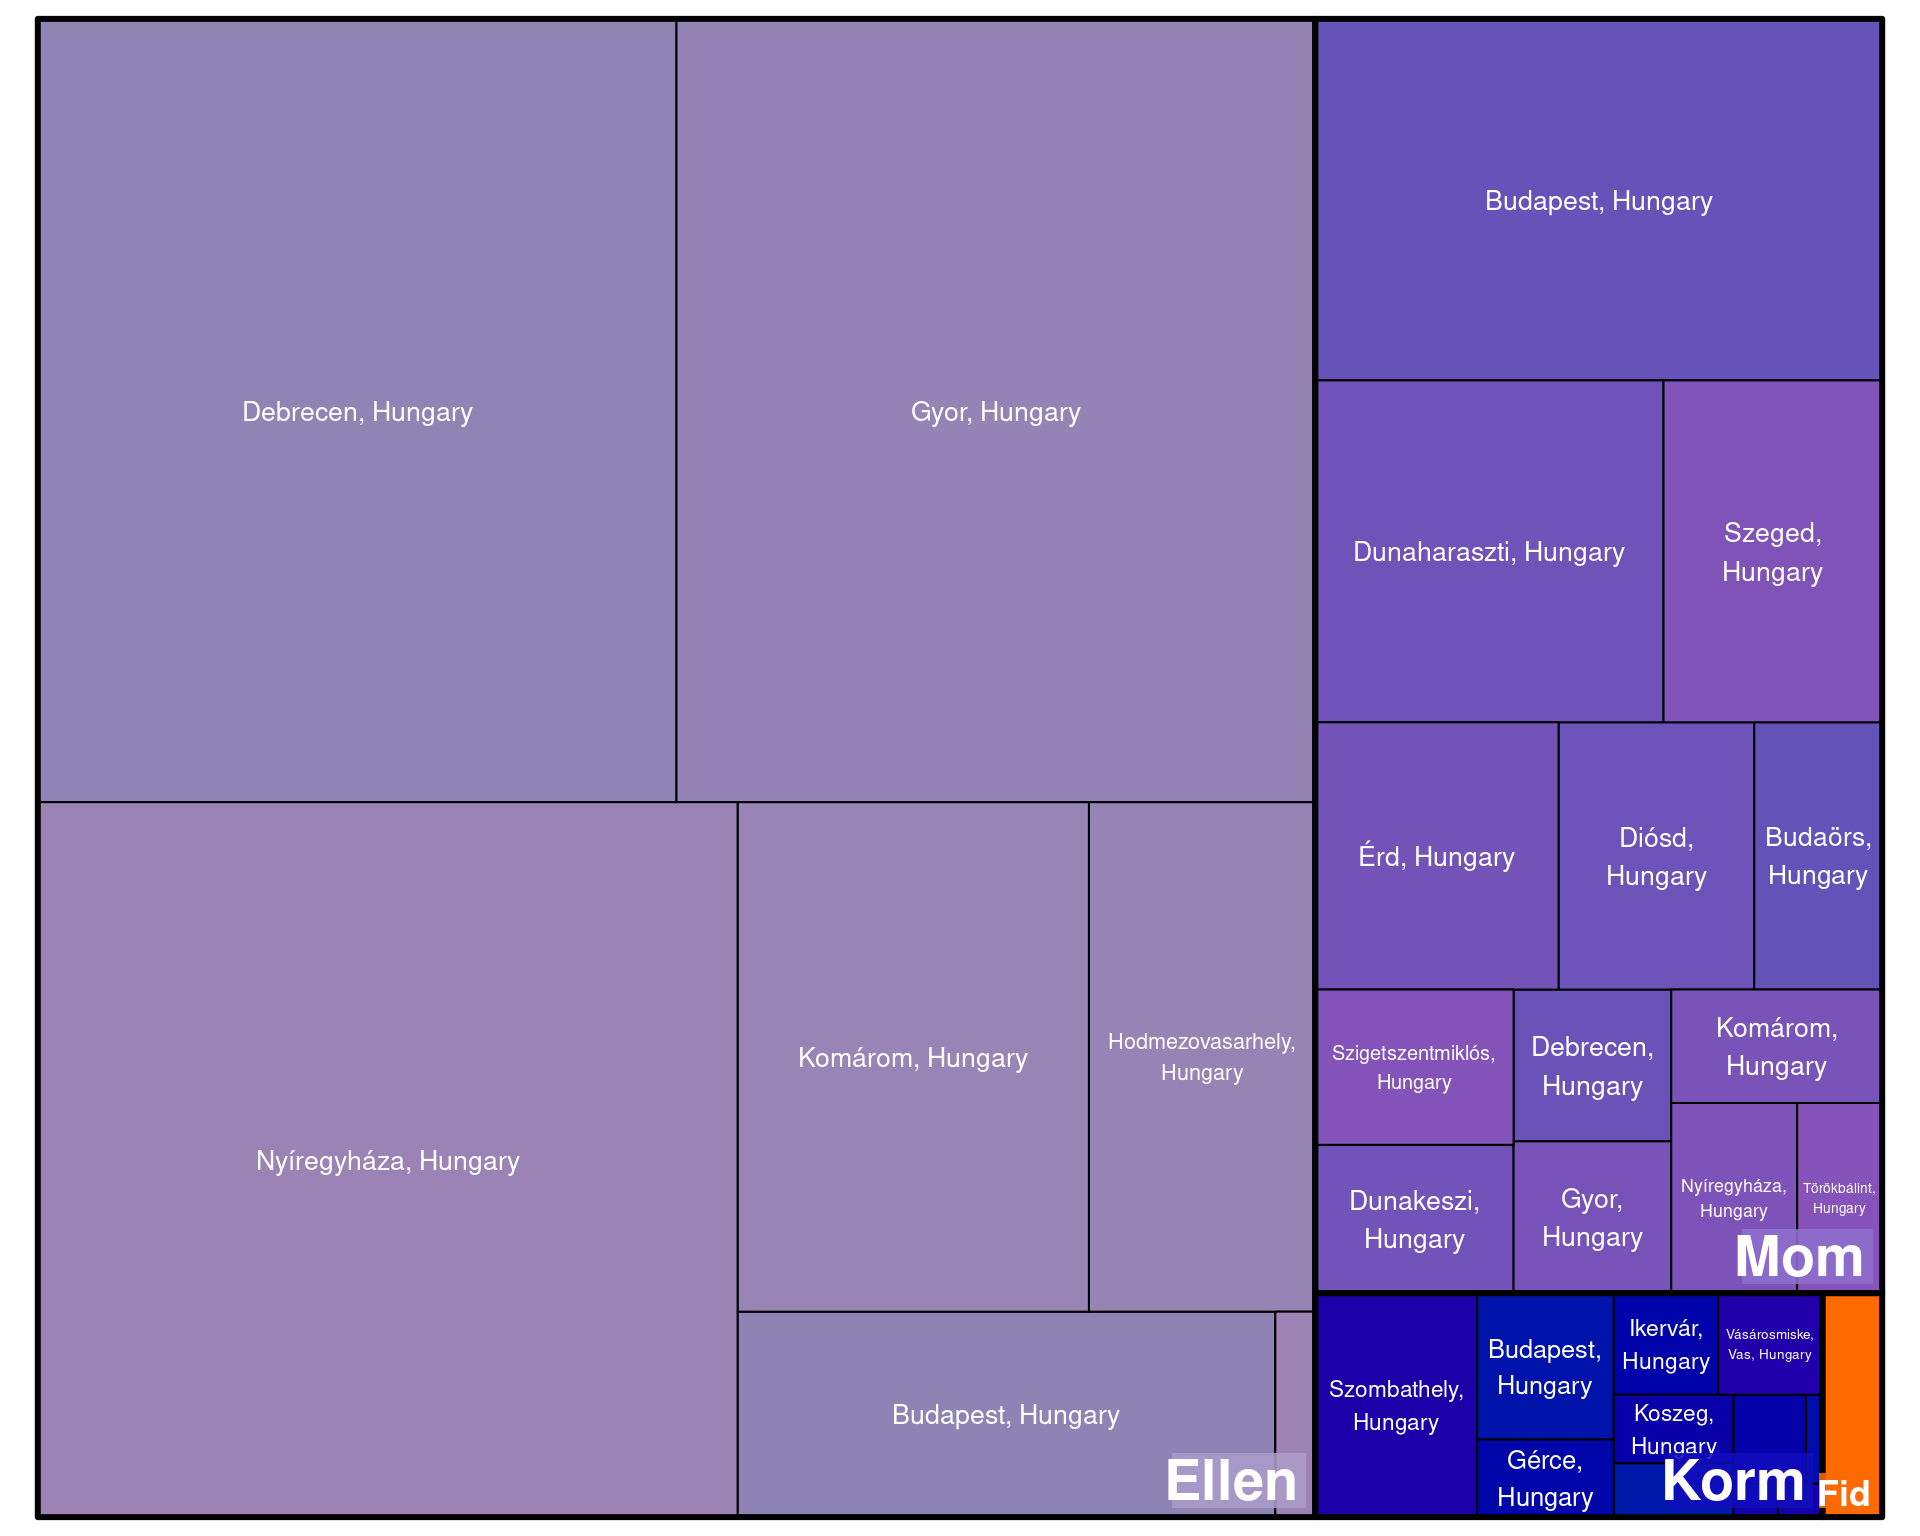 Debrecen, Hungary
Gyor, Hungary
Nyíregyháza, Hungary
Komárom, Hungary
Hodmezovasarhely,
Hungary
Budapest, Hungary
Ellen
Budapest, Hungary
Dunaharaszti, Hungary
Szeged,
Hungary
Érd, Hungary
Diósd,
Hungary
Budaörs,
Hungary
Szigetszentmiklós,
Hungary
Debrecen,
Hungary
Komárom,
Hungary
Dunakeszi,
Hungary
Gyor,
Hungary
Nyíregyháza,
Hungary
Törökbálint,
Hungary
Mom
Szombathely,
Hungary
Budapest,
Hungary
Gérce,
Hungary
Ikervár,
Hungary
Vásárosmiske,
Vas, Hungary
Koszeg,
Hungary
Korm
Fid